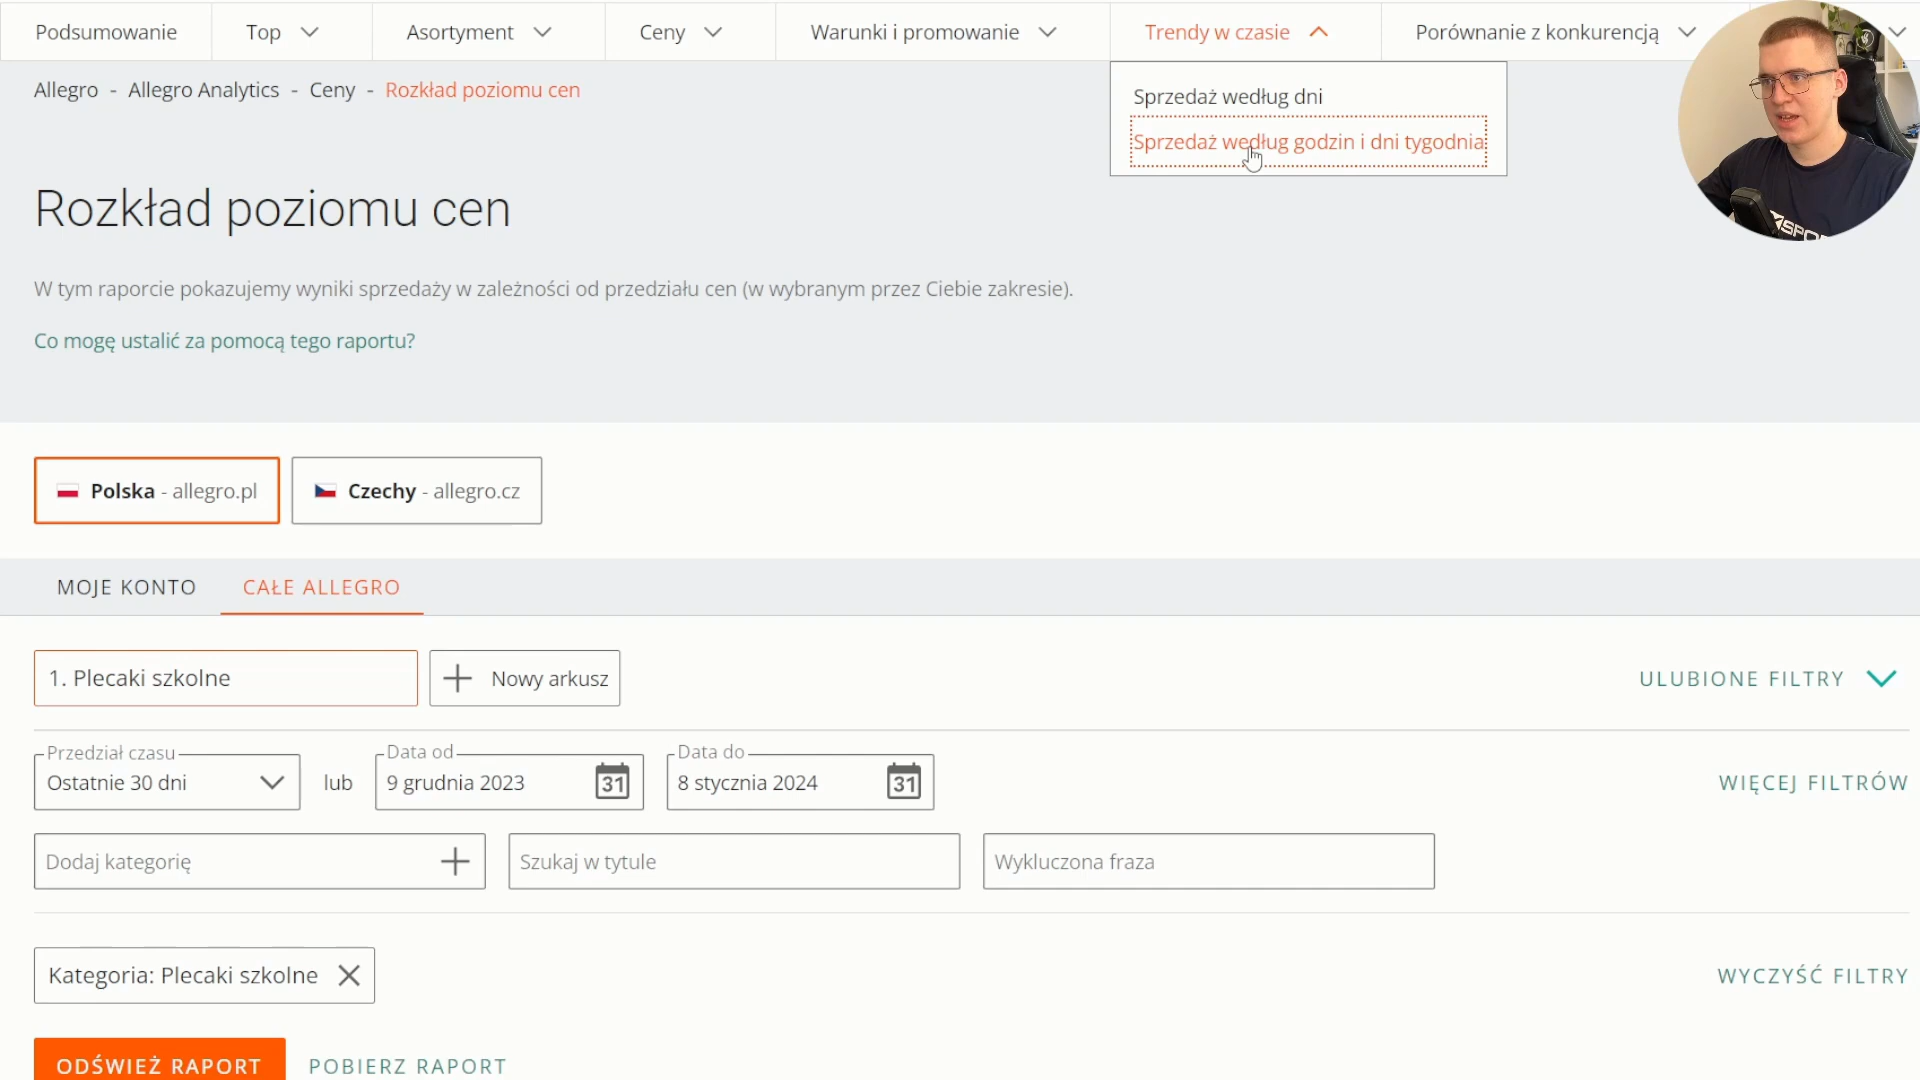 Podsumowanie Top Asortyment Ceny Warunki i promowanie Trendy w czasie Porównanie z konkurencją
Allegro - Allegro Analytics - Ceny - Rozkład poziomu cen
Sprzedaż według dni
Sprzedaż według godzin i dni tygodnia
Rozkład poziomu cen
W tym raporcie pokazujemy wyniki sprzedaży w zależności od przedziału cen (w wybranym przez Ciebie zakresie).
Co mogę ustalić za pomocą tego raportu?
Polska - allegro.pl Czechy - allegro.cz
MOJE KONTO CAŁE ALLEGRO
1. Plecaki szkolne Nowy arkusz ULUBIONE FILTRY
Przedział czasu Data od Data do
Ostatnie 30 dni lub 9 grudnia 2023 31 8 stycznia 2024 31 WIĘCEJ FILTRÓW
Dodaj kategorię Szukaj w tytule Wykluczona fraza
Kategoria: Plecaki szkolne WYCZYŚĆ FILTRY
ODŚWIEŻ RAPORT POBIERZ RAPORT